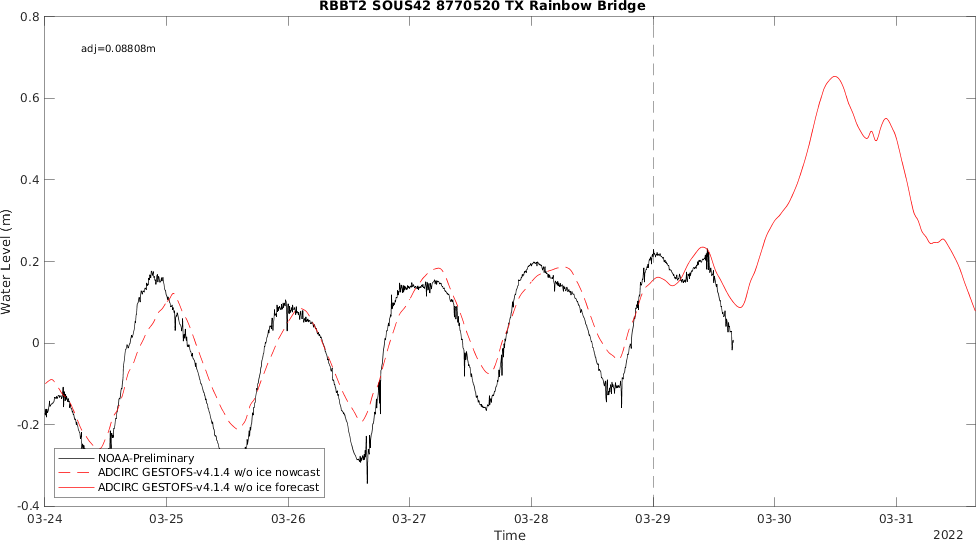 RBBT2 SOUS42 8770520 TX Rainbow Bridge
adj=0.08808m
Water Level (m)
0.8
0.6
0.4
0.2
0
-0.2
-0.4
NOAA-Preliminary
ADCIRC GESTOFS-v4.1.4 w/o ice nowcast
ADCIRC GESTOFS-v4.1.4 w/o ice forecast
03-24 03-25 03-26 03-27 03-28 03-29 03-30 03-31
Time
2022